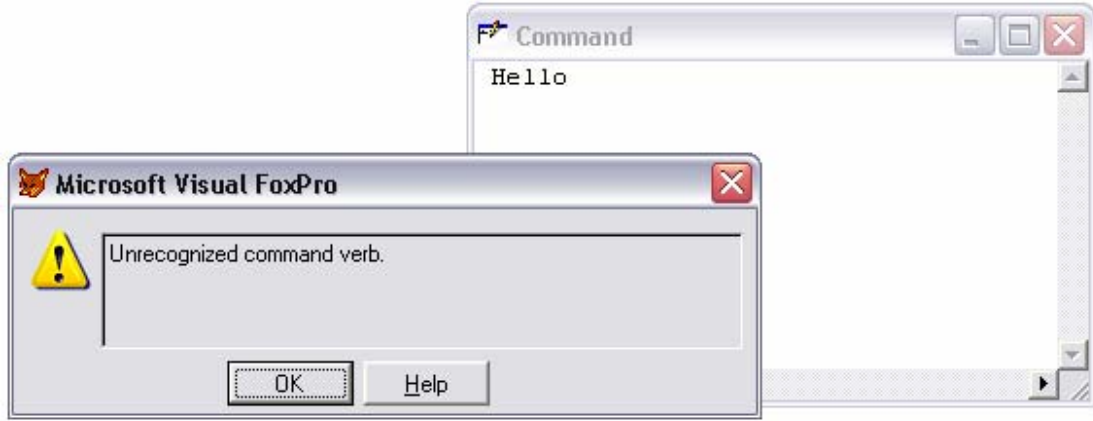 Command
Hello
Microsoft Visual FoxPro
Unrecognized command verb.
OK
Help